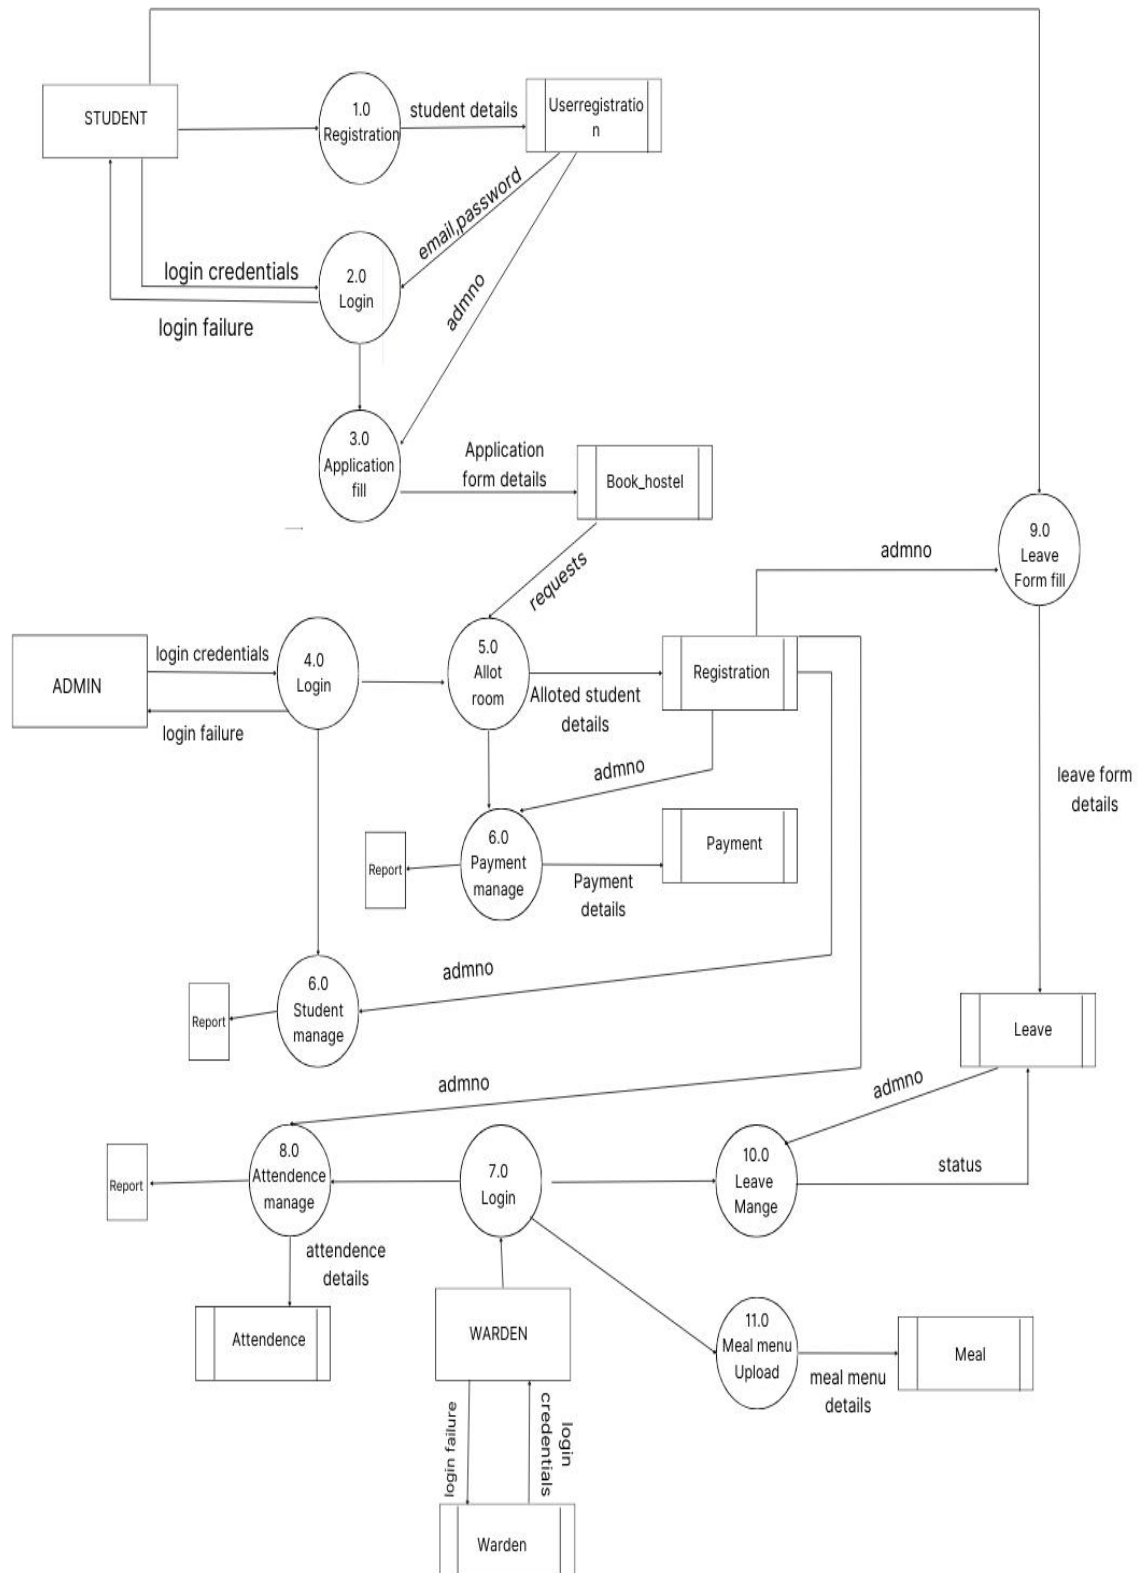 STUDENT
1.0
Registration
student details
Userregistratio
n
email,password
admno
login credentials
2.0
Login
login failure
3.0
Application
fill
Application
form details
Book_hostel
requests
admno
9.0
Leave
Form fill
ADMIN
login credentials
login failure
4.0
Login
5.0
Allot
room
Alloted student
details
Registration
admno
leave form
details
6.0
Payment
manage
Report
Payment
details
Payment
6.0
Student
manage
Report
admno
Leave
admno
admno
8.0
Attendence
manage
Report
7.0
Login
10.0
Leave
Mange
status
attendence
details
Attendence
WARDEN
11.0
Meal menu
Upload
meal menu
details
Meal
login failure
login
credentials
Warden